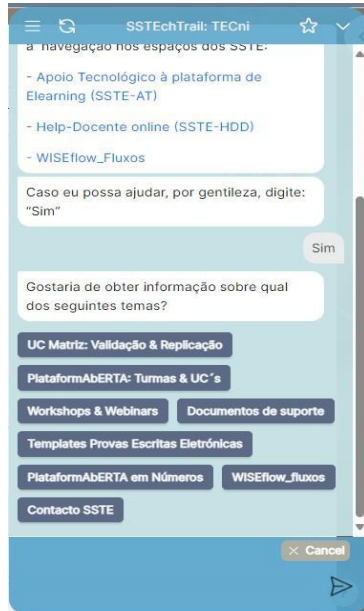 SSTEchTrail: TECni
a navegação nos espaços dos SSTE:
- Apoio Tecnológico à plataforma de
Elearning (SSTE-AT)
- Help-Docente online (SSTE-HDD)
- WISEflow_Fluxos
Caso eu possa ajudar, por gentileza, digite:
“Sim”
Sim
Gostaria de obter informação sobre qual
dos seguintes temas?
UC Matriz: Validação & Replicação
PlataformAbERTA: Turmas & UC´s
Workshops & Webinars Documentos de suporte
Templates Provas Escritas Eletrónicas
PlataformAbERTA em Números WISEflow_fluxos
Contacto SSTE
× Cancel